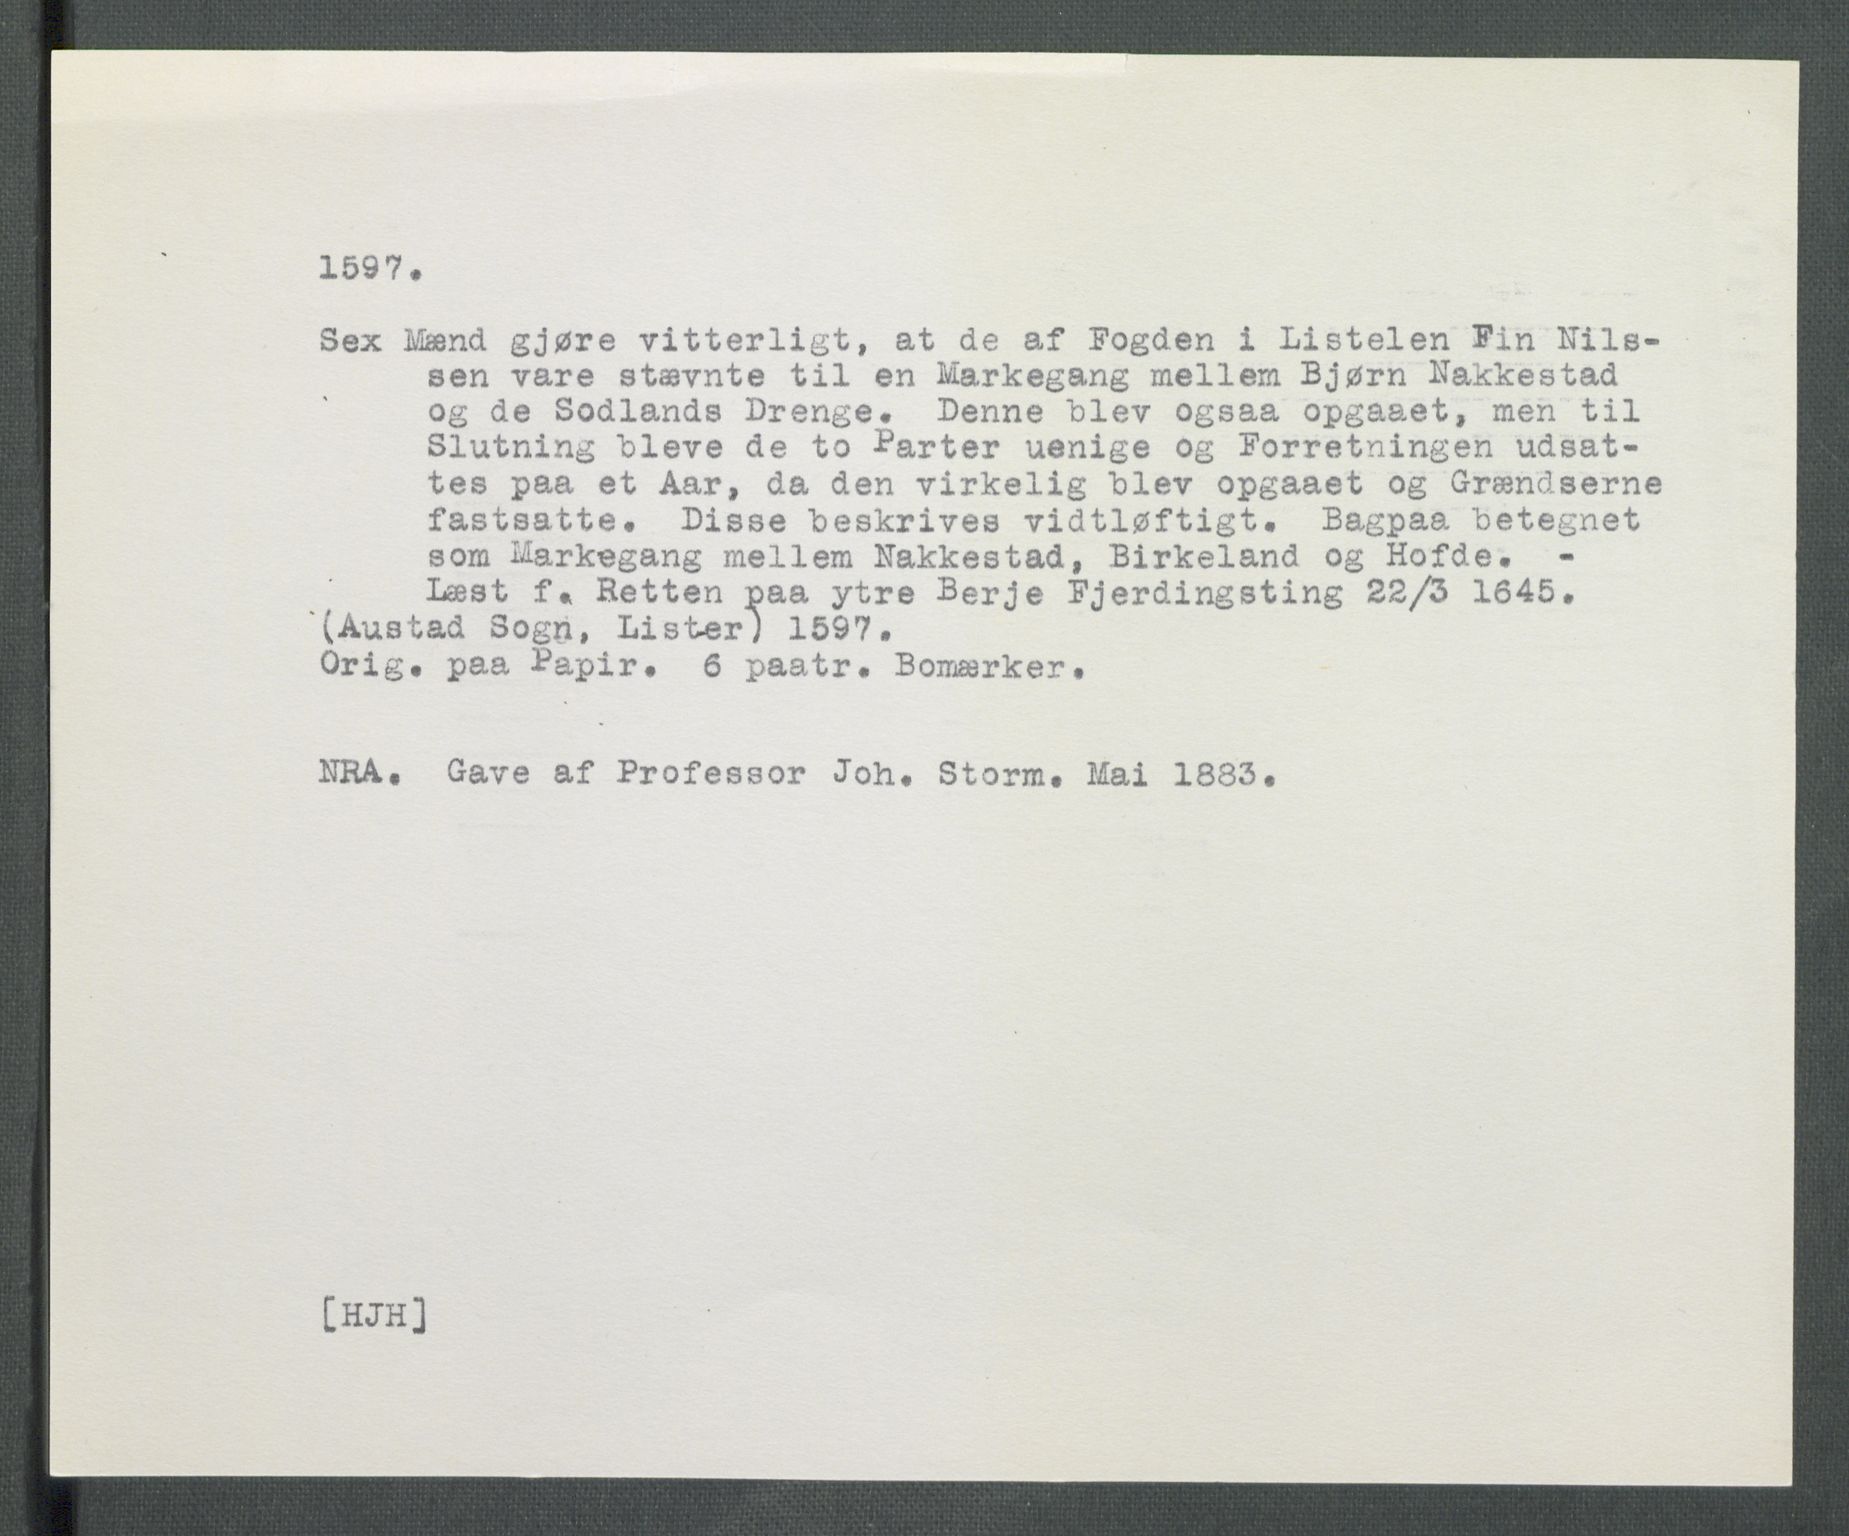 1597.
Sex Mænd gjøre vitterligt, at de af Fogden i Listelen Fin Nils-
sen vare stævnte til en Markegang mellem Bjørn Nakkestad
og de Sodlands Drenge. Denne blev ogsaa opgaaet, men til
Slutning bleve de to Parter uenige og Forretningen udsat-
tes paa et Aar, da den virkelig blev opgaaet og Grændserne
fastsatte. Disse beskrives vidtløftigt. Bagpaa betegnet
som Markegang mellem Nakkestad, Birkeland og Hofde. -
Læst f. Retten paa ytre Berje Fjerdingsting 22/3 1645.
(Austad Sogn, Lister) 1597.
Orig. paa Papir. 6 paatr. Bomærker.
NRA. Gave af Professor Joh. Storm. Mai 1883.
[HJH]